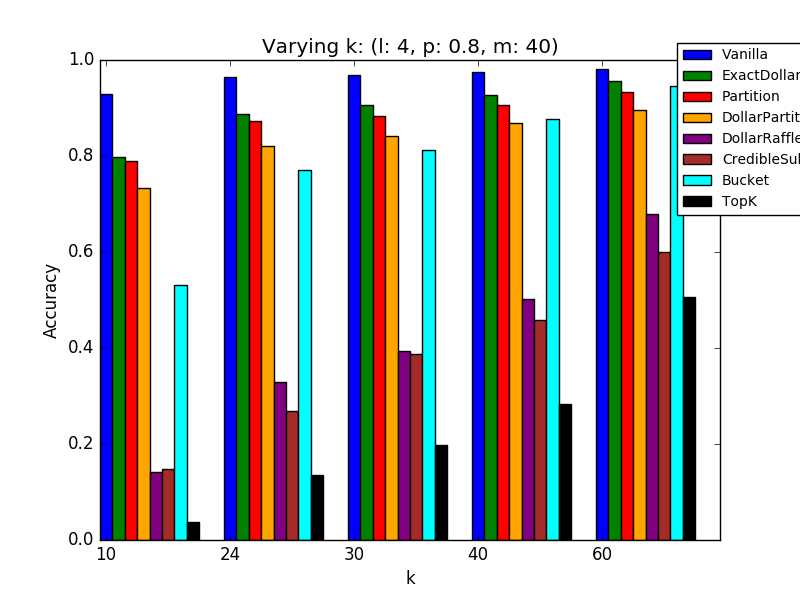 Varying k: (l: 4, p: 0.8, m: 40)
Vanilla
ExactDollar
Partition
DollarPartit
DollarRaffle
CredibleSu
Bucket
TopK
Accuracy
1.0
0.8
0.6
0.4
0.2
0.0
10 24 30 40 60
k